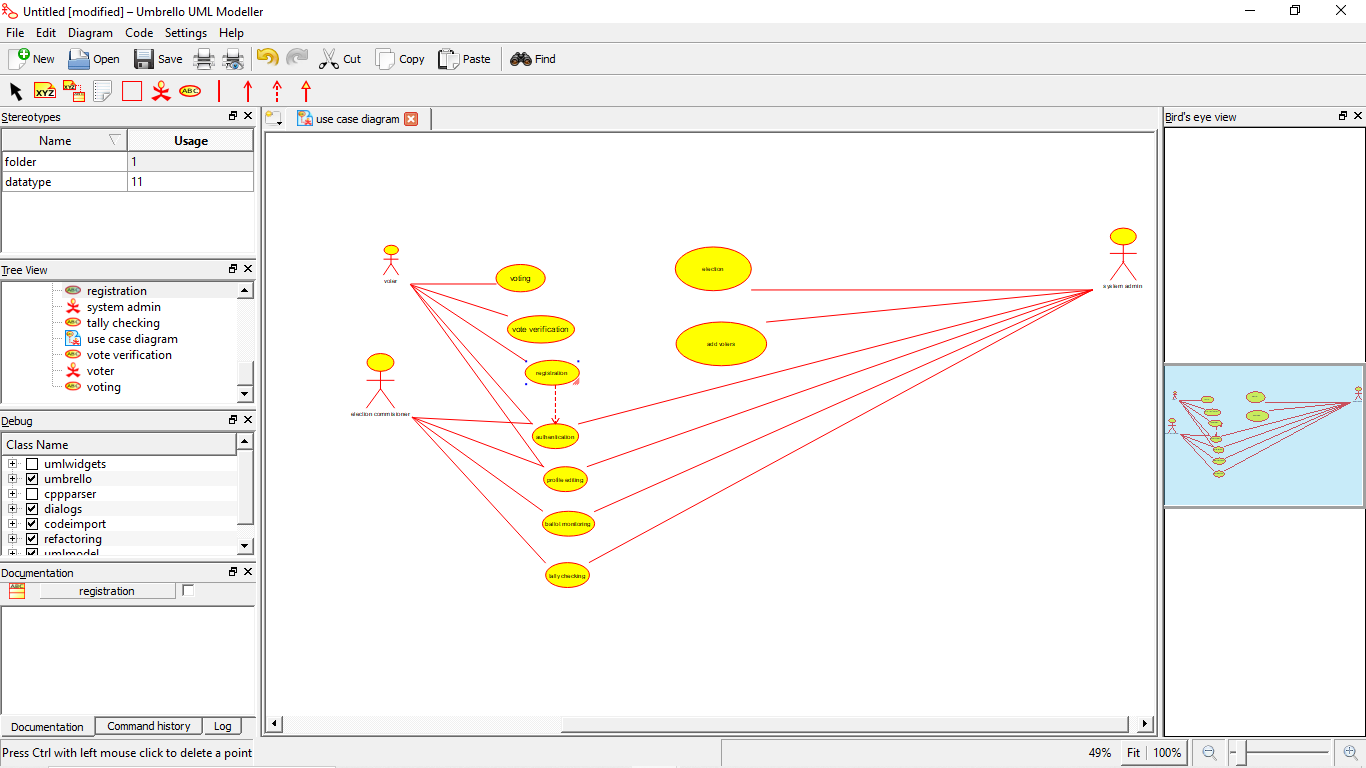 Untitled [modified] – Umbrello UML Modeller
File Edit Diagram Code Settings Help
New Open Save Cut Copy Paste Find
XYZ XYZ ABC
Stereotypes
Name Usage
folder 1
datatype 11
Tree View
registration
system admin
tally checking
use case diagram
vote verification
voter
voting
Debug
Class Name
umlwidgets
umbrello
cppparser
dialogs
codeimport
refactoring
umlmodel
Documentation
registration
Documentation Command history Log
use case diagram
voter
voting
vote verification
registration
election commisioner
authentication
profile editing
ballot monitoring
tally checking
election
add voters
system admin
Bird's eye view
Press Ctrl with left mouse click to delete a point
49% Fit 100%